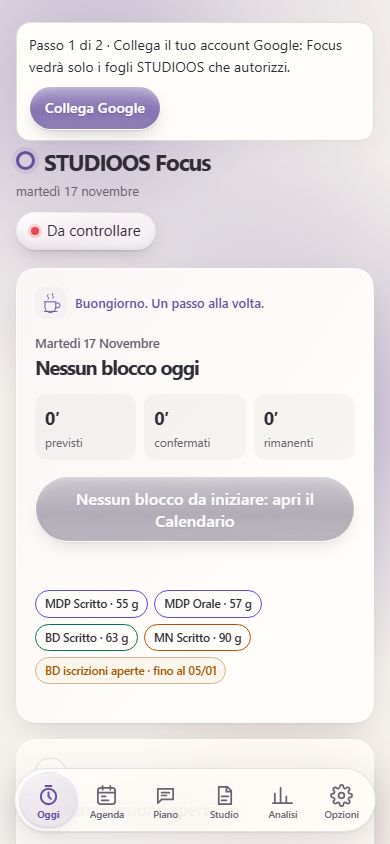 Passo 1 di 2 · Collega il tuo account Google: Focus
vedrà solo i fogli STUDIOOS che autorizzi.
Collega Google
STUDIOOS Focus
martedì 17 novembre
Da controllare
Buongiorno. Un passo alla volta.
Martedì 17 Novembre
Nessun blocco oggi
0′ 0′ 0′
previsti confermati rimanenti
Nessun blocco da iniziare: apri il
Calendario
MDP Scritto · 55 g MDP Orale · 57 g
BD Scritto · 63 g MN Scritto · 90 g
BD iscrizioni aperte · fino al 05/01
Oggi Agenda Piano Studio Analisi Opzioni